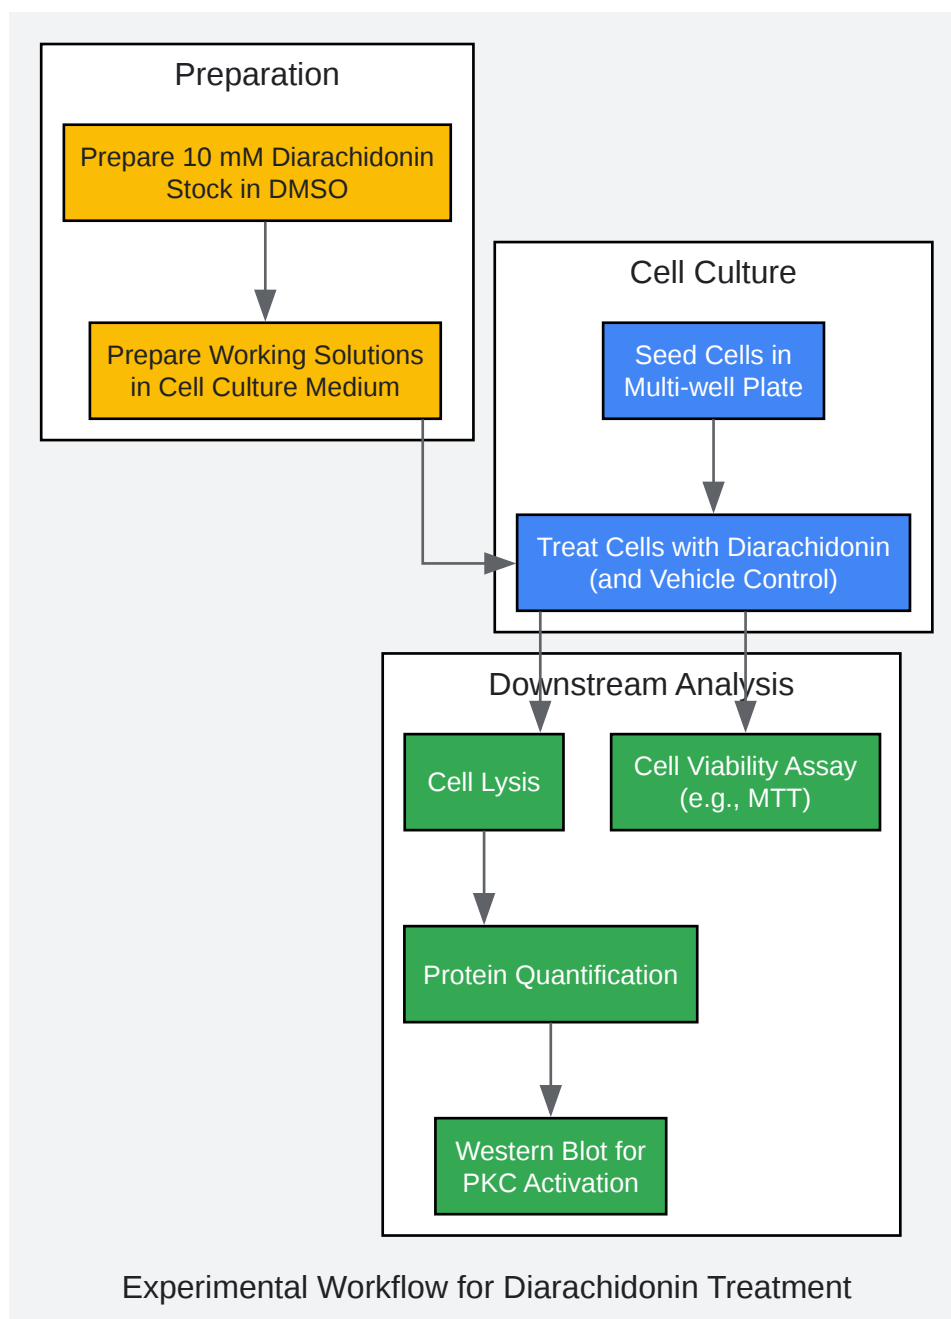 Preparation
Prepare 10 mM Diarachidonin
Stock in DMSO
Prepare Working Solutions
in Cell Culture Medium
Cell Culture
Seed Cells in
Multi-well Plate
Treat Cells with Diarachidonin
(and Vehicle Control)
Downstream Analysis
Cell Lysis
Cell Viability Assay
(e.g., MTT)
Protein Quantification
Western Blot for
PKC Activation
Experimental Workflow for Diarachidonin Treatment